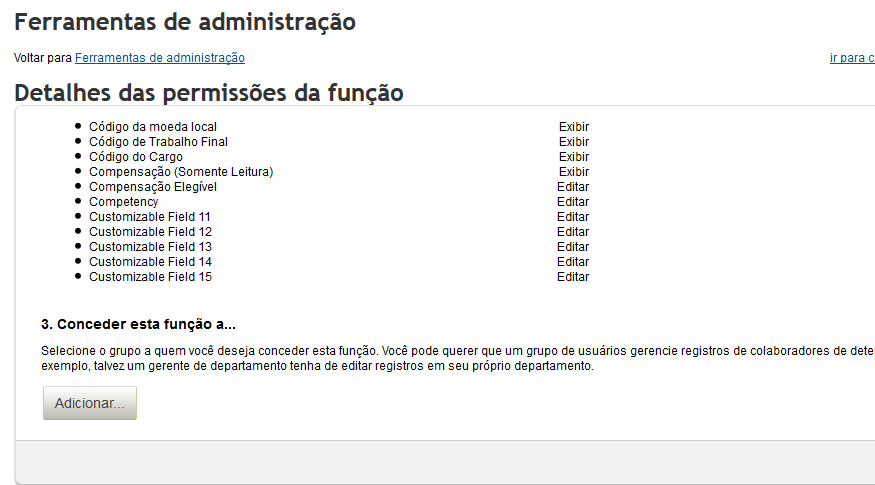 Ferramentas de administração
Voltar para Ferramentas de administração
ir para c
Detalhes das permissões da função
Código da moeda local Exibir
Código de Trabalho Final Exibir
Código do Cargo Exibir
Compensação (Somente Leitura) Exibir
Compensação Elegível Editar
Competency Editar
Customizable Field 11 Editar
Customizable Field 12 Editar
Customizable Field 13 Editar
Customizable Field 14 Editar
Customizable Field 15 Editar
3. Conceder esta função a...
Selecione o grupo a quem você deseja conceder esta função. Você pode querer que um grupo de usuários gerencie registros de colaboradores de deter
exemplo, talvez um gerente de departamento tenha de editar registros em seu próprio departamento.
Adicionar...